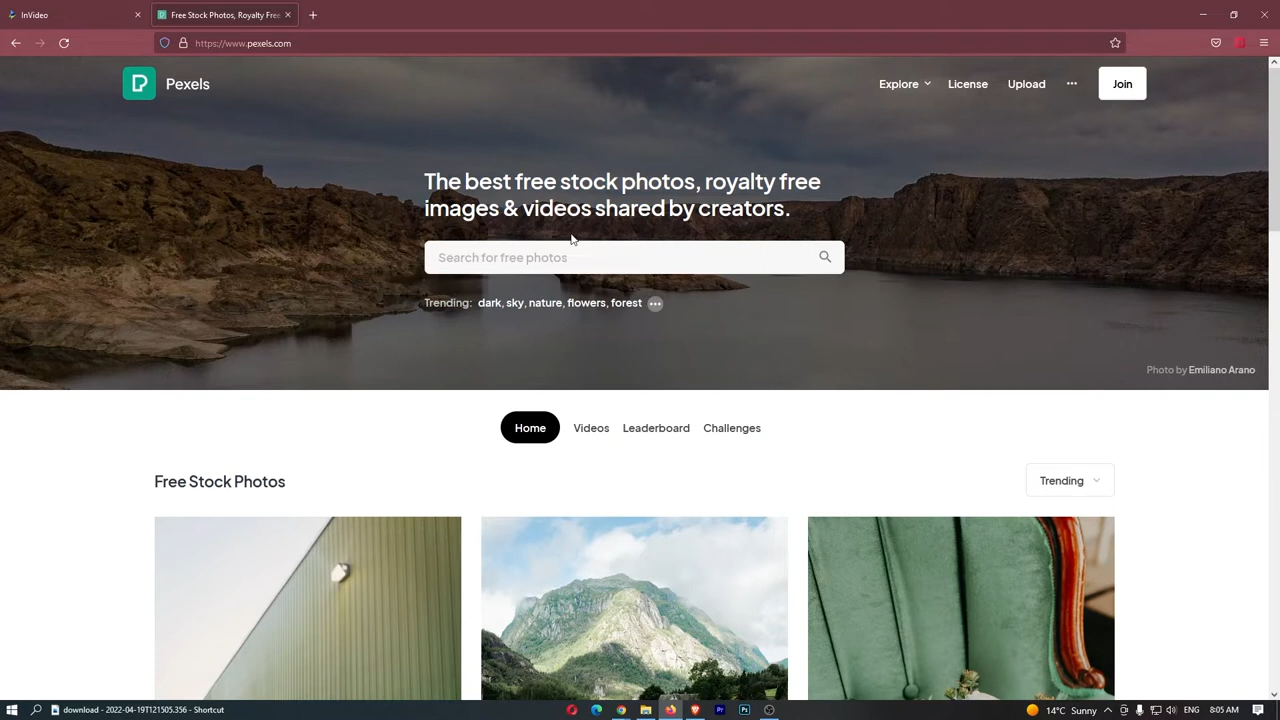 InVideo
Free Stock Photos, Royalty Free
https://www.pexels.com
Pexels
Explore
License
Upload
Join
The best free stock photos, royalty free
images & videos shared by creators.
Search for free photos
Trending: dark, sky, nature, flowers, forest
Photo by Emiliano Arano
Home
Videos
Leaderboard
Challenges
Free Stock Photos
Trending
download - 2022-04-19T121505.356 - Shortcut
14°C Sunny
ENG
8:05 AM